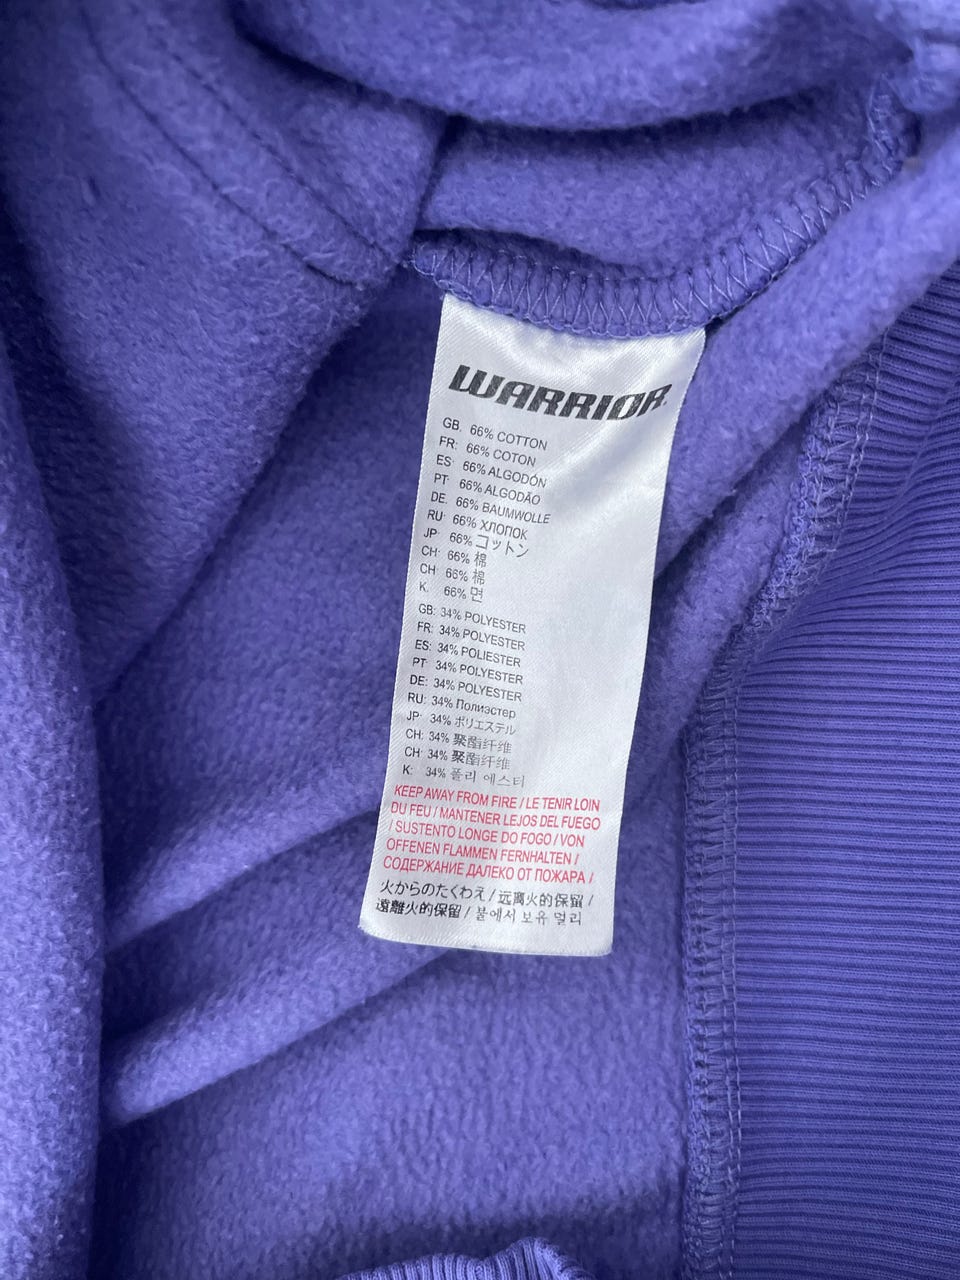 WARRIOR
GB. 66% COTTON
FR: 66% COTON
ES: 66% ALGODÓN
PT: 66% ALGODÃO
DE. 66% BAUMWOLLE
RU: 66% ХЛОПОК
JP: 66% コットン
CH: 66% 棉
CH: 66% 棉
K. 66% 면
GB: 34% POLYESTER
FR: 34% POLYESTER
ES: 34% POLIESTER
PT: 34% POLYESTER
DE: 34% POLYESTER
RU: 34% Полиэстер
JP: 34% ポリエステル
CH: 34% 聚酯纤维
CH: 34% 聚酯纤维
K: 34% 폴리 에스터
KEEP AWAY FROM FIRE / LE TENIR LOIN
DU FEU / MANTENER LEJOS DEL FUEGO
/ SUSTENTO LONGE DO FOGO / VON
OFFENEN FLAMMEN FERNHALTEN /
СОДЕРЖАНИЕ ДАЛЕКО ОТ ПОЖАРА /
火からのたくわえ / 远离火的保留 /
遠離火的保留 / 불에서 보유 멀리